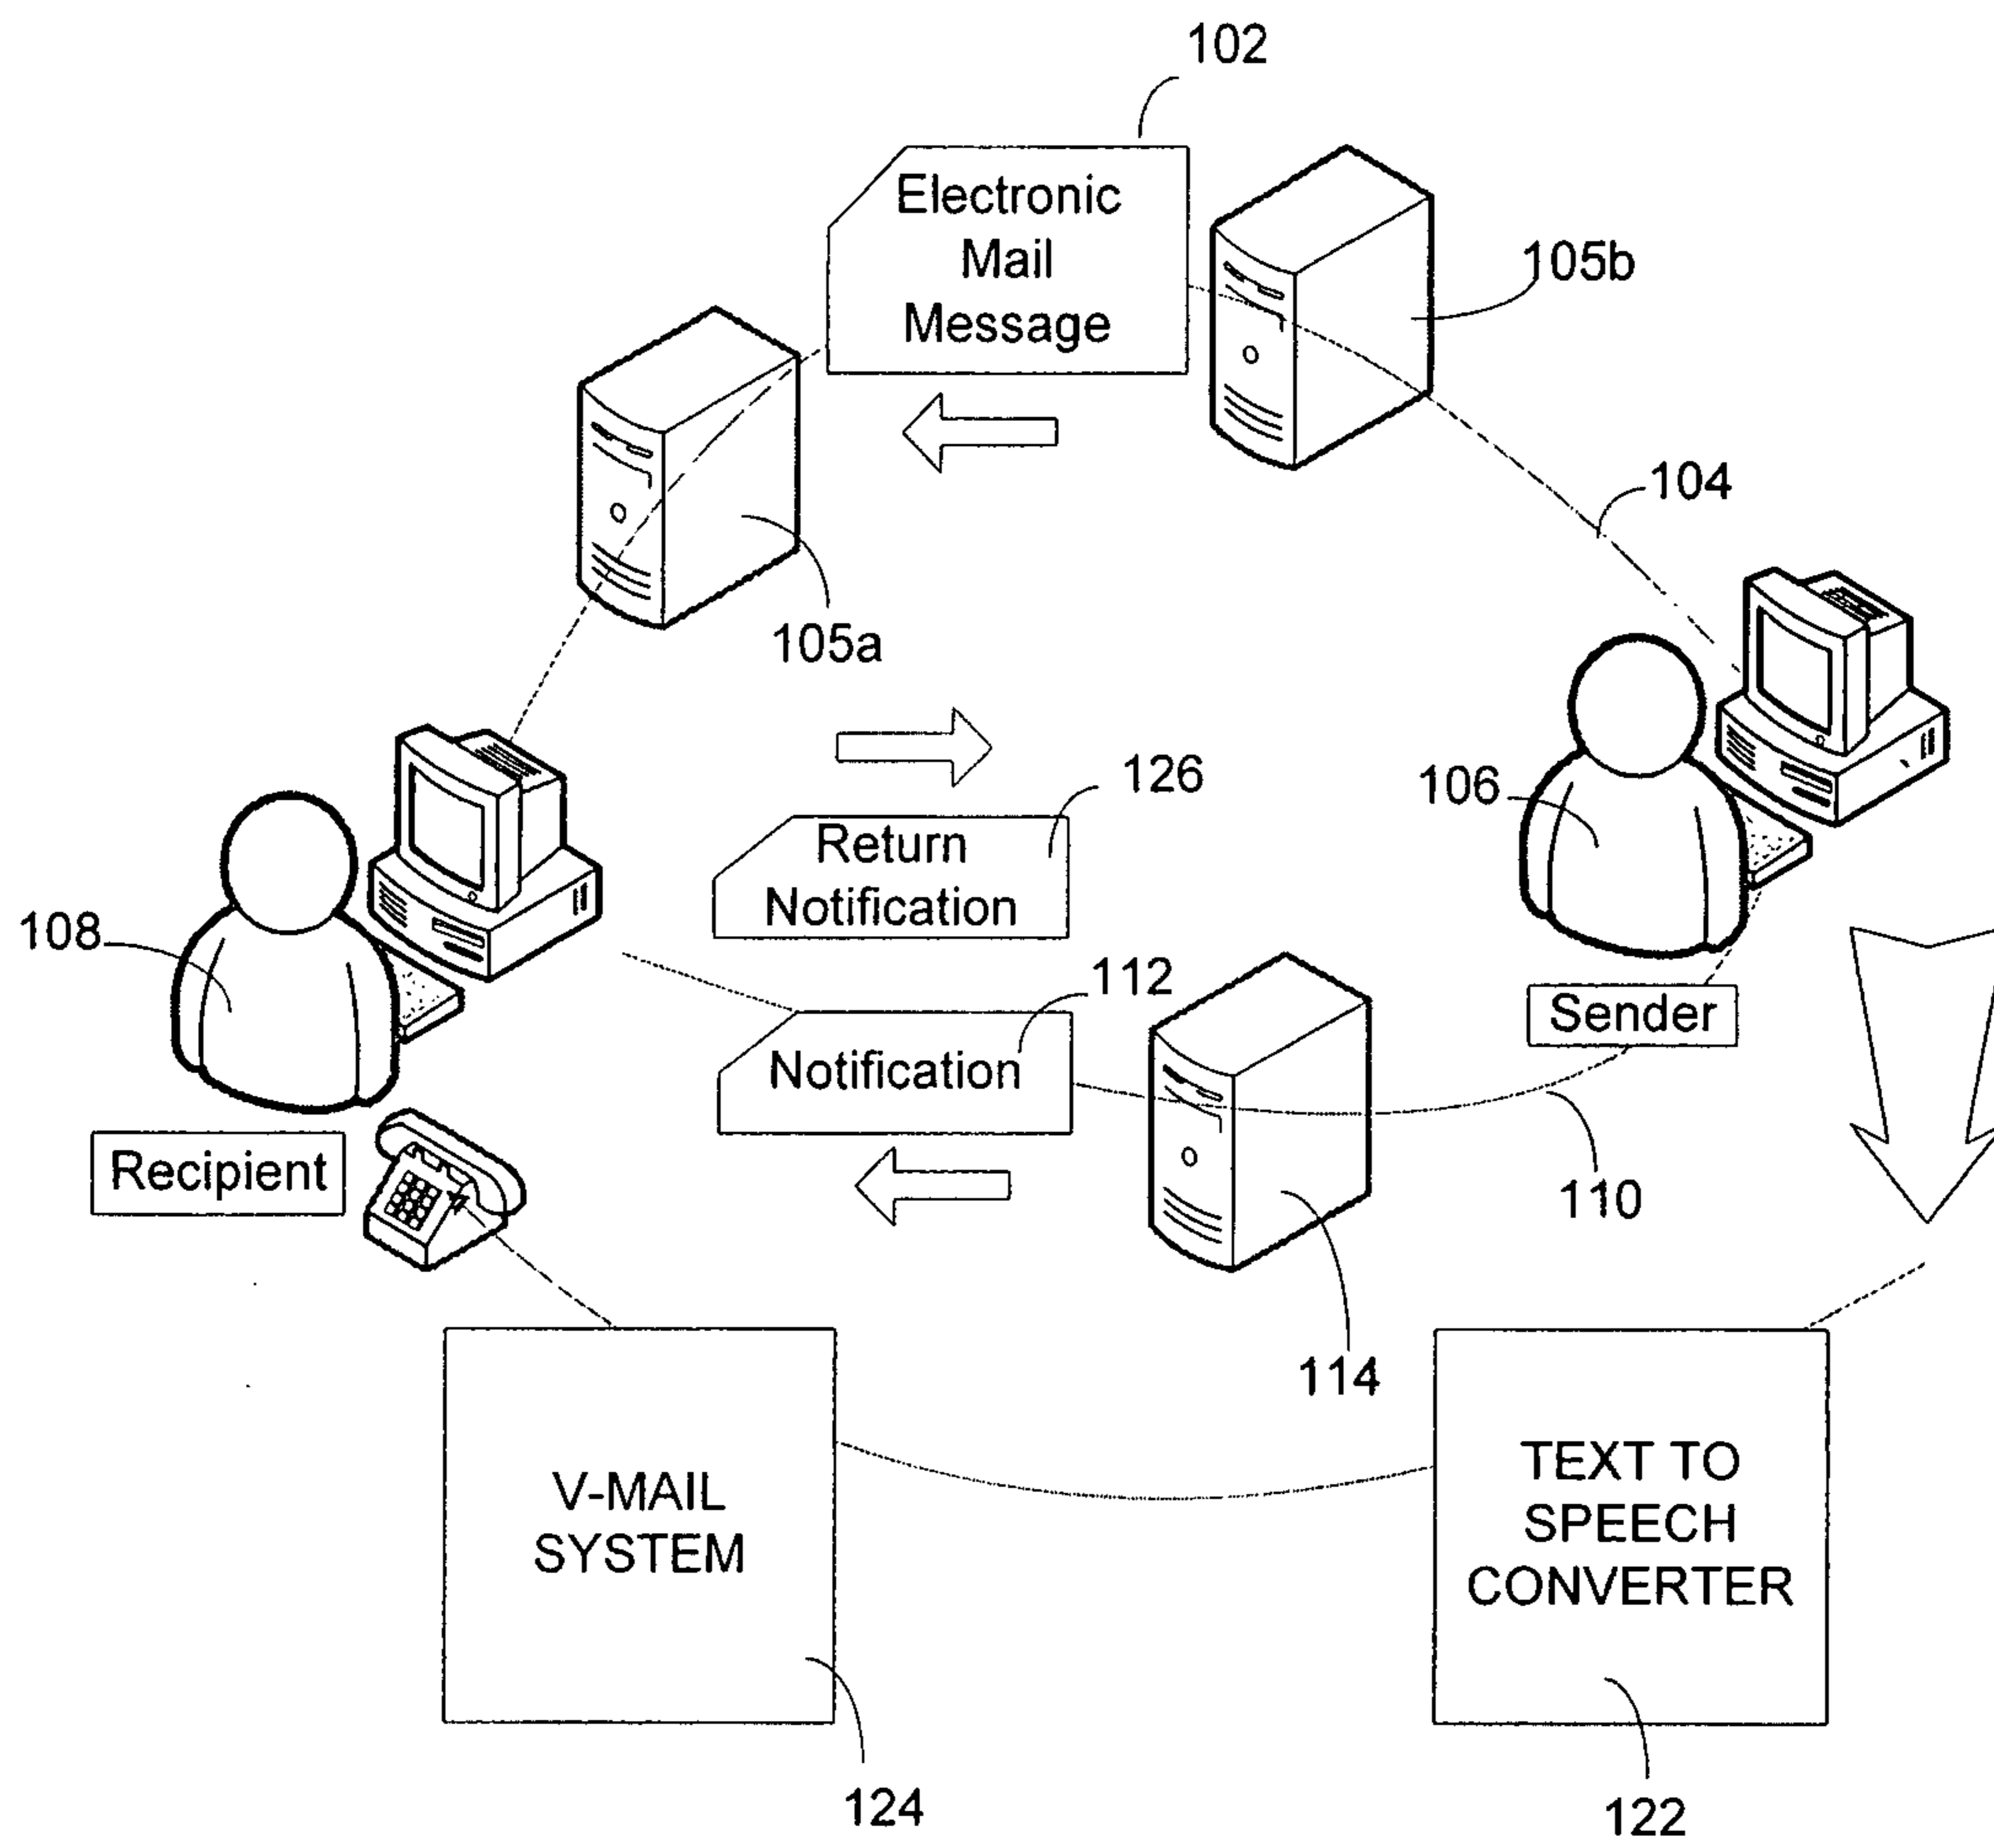 102
Electronic
Mail
Message
105b
104
105a
126
106
Return
Notification
108
112
Sender
Notification
Recipient
110
114
V-MAIL
SYSTEM
TEXT TO
SPEECH
CONVERTER
124
122